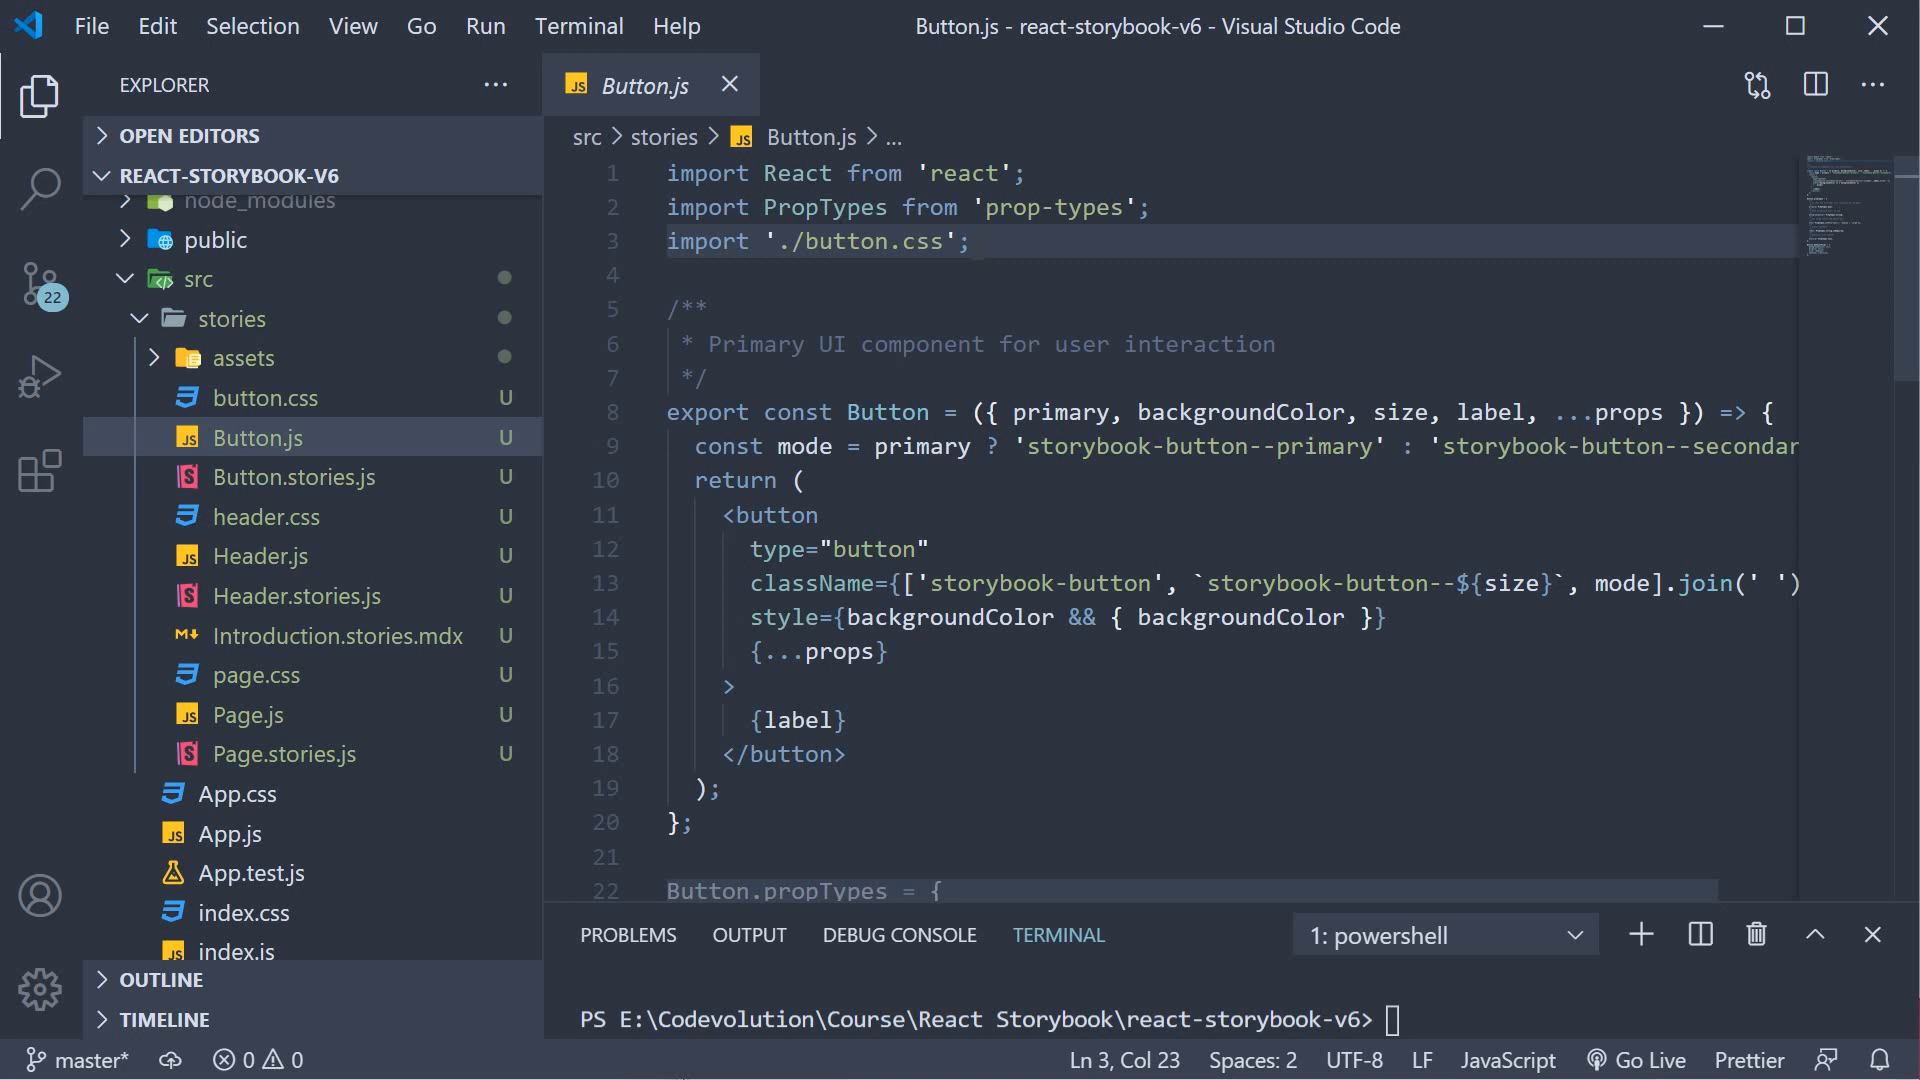 File Edit Selection View Go Run Terminal Help
Button.js - react-storybook-v6 - Visual Studio Code
EXPLORER
OPEN EDITORS
REACT-STORYBOOK-V6
node_modules
public
src
stories
assets
button.css U
JS Button.js U
Button.stories.js U
header.css U
JS Header.js U
Header.stories.js U
Introduction.stories.mdx U
page.css U
JS Page.js U
Page.stories.js U
App.css
JS App.js
App.test.js
index.css
JS index.js
OUTLINE
TIMELINE
22
JS Button.js
src > stories > JS Button.js > ...
1 import React from 'react';
2 import PropTypes from 'prop-types';
3 import './button.css';
4
5 /**
6  * Primary UI component for user interaction
7  */
8 export const Button = ({ primary, backgroundColor, size, label, ...props }) => {
9   const mode = primary ? 'storybook-button--primary' : 'storybook-button--secondar
10   return (
11     <button
12       type="button"
13       className={['storybook-button', `storybook-button--${size}`, mode].join(' ')
14       style={backgroundColor && { backgroundColor }}
15       {...props}
16     >
17       {label}
18     </button>
19   );
20 };
21
22 Button.propTypes = {
PROBLEMS OUTPUT DEBUG CONSOLE TERMINAL 1: powershell
PS E:\Codevolution\Course\React Storybook\react-storybook-v6>
master* 0 0 Ln 3, Col 23 Spaces: 2 UTF-8 LF JavaScript Go Live Prettier